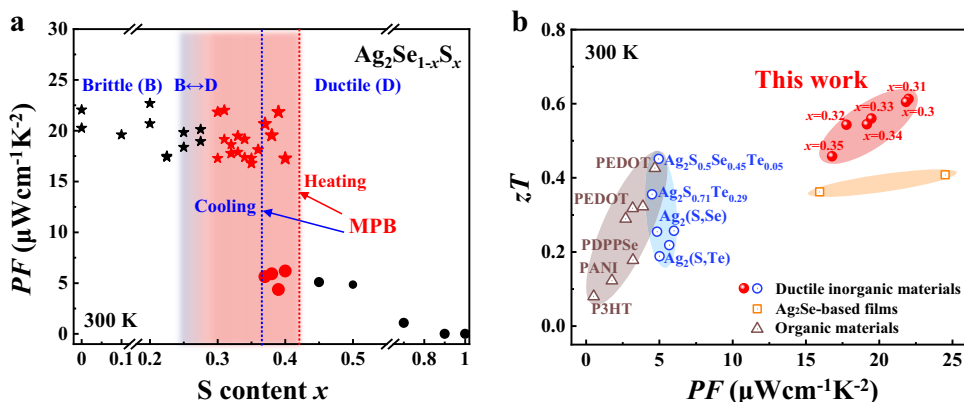 a
Ag₂Se₁₋ₓSₓ
Brittle (B)
B↔D
Ductile (D)
Heating
Cooling
MPB
300 K
PF (μWcm⁻¹K⁻²)
30
25
20
15
10
5
0
0
0.1
0.2
0.3
0.4
0.5
0.8
1
S content x
b
300 K
This work
x=0.31
x=0.33
x=0.32
x=0.3
x=0.34
x=0.35
PEDOT
Ag₂S₀.₅Se₀.₄₅Te₀.₀₅
PEDOT
Ag₂S₀.₇₁Te₀.₂₉
Ag₂(S,Se)
PDPPSe
Ag₂(S,Te)
PANI
P3HT
Ductile inorganic materials
Ag₂Se-based films
Organic materials
zT
0.8
0.6
0.4
0.2
0.0
0
5
10
15
20
25
PF (μWcm⁻¹K⁻²)